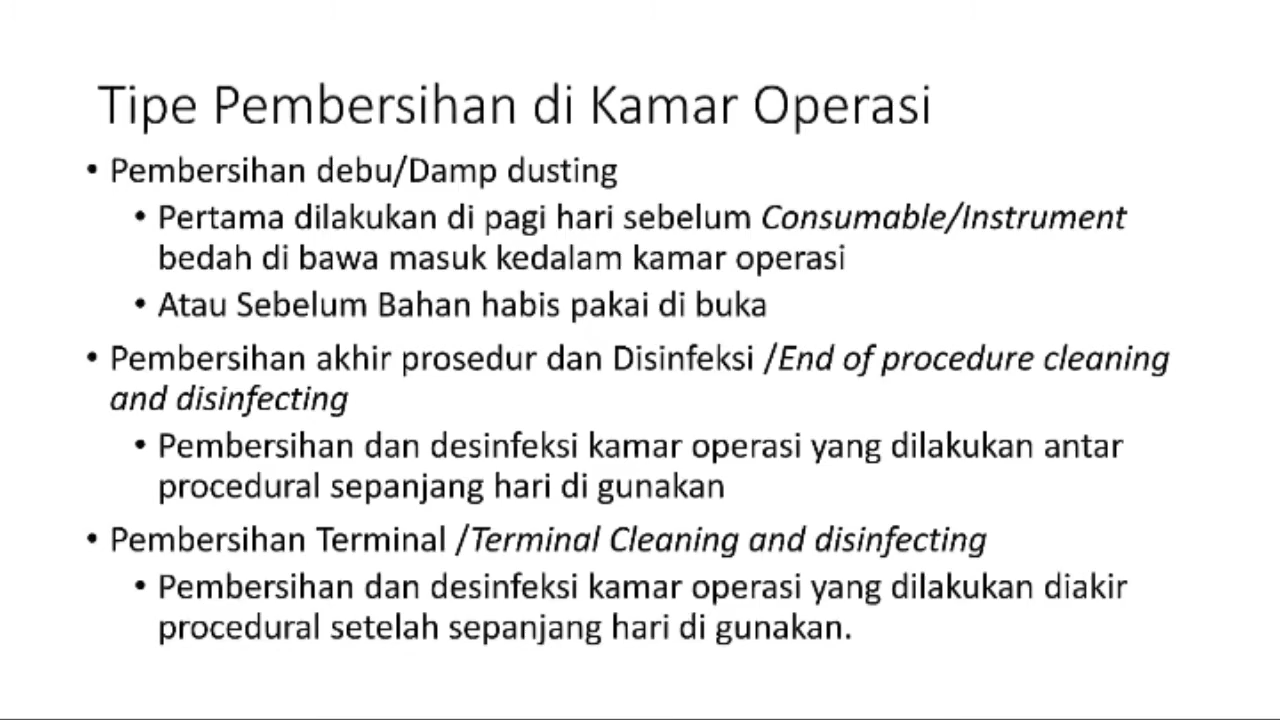 Tipe Pembersihan di Kamar Operasi
• Pembersihan debu/Damp dusting
• Pertama dilakukan di pagi hari sebelum Consumable/Instrument
bedah di bawa masuk kedalam kamar operasi
• Atau Sebelum Bahan habis pakai di buka
• Pembersihan akhir prosedur dan Disinfeksi /End of procedure cleaning
and disinfecting
• Pembersihan dan desinfeksi kamar operasi yang dilakukan antar
procedural sepanjang hari di gunakan
• Pembersihan Terminal /Terminal Cleaning and disinfecting
• Pembersihan dan desinfeksi kamar operasi yang dilakukan diakir
procedural setelah sepanjang hari di gunakan.